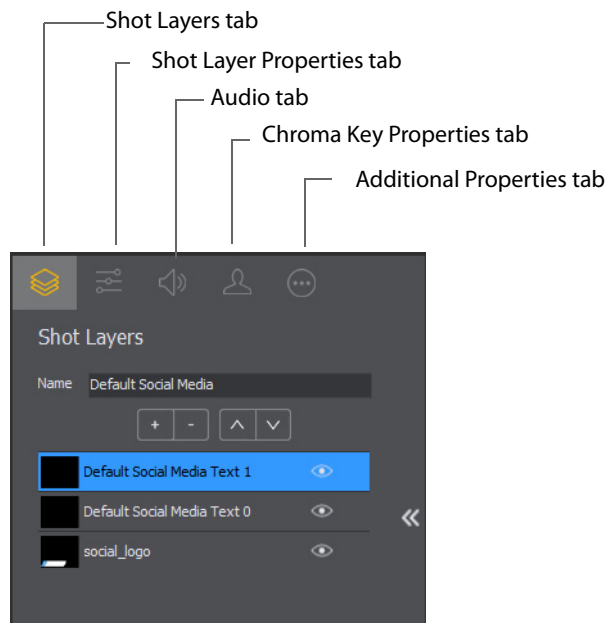 Shot Layers tab
Shot Layer Properties tab
Audio tab
Chroma Key Properties tab
Additional Properties tab
Shot Layers
Name Default Social Media
+ -
Default Social Media Text 1
Default Social Media Text 0
social_logo